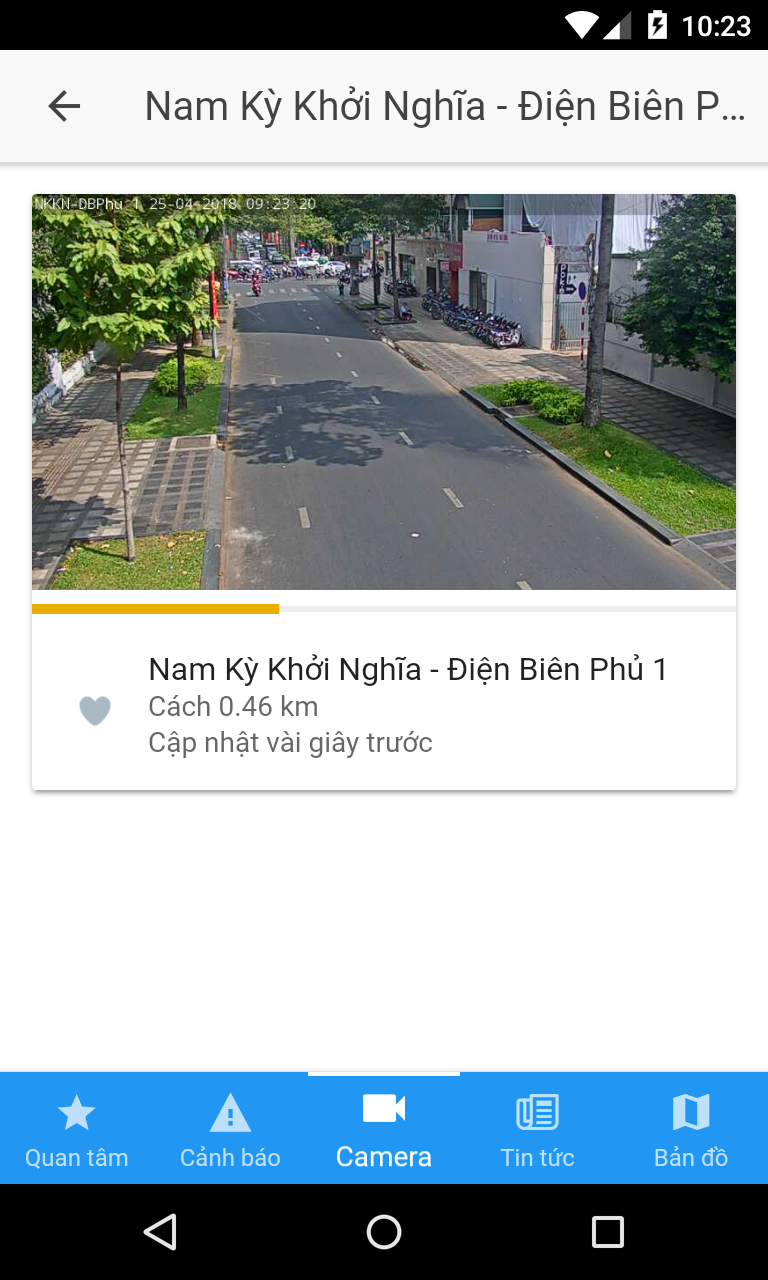 10:23
Nam Kỳ Khởi Nghĩa - Điện Biên P...
NKKN-DBPhu 1 25-04-2018 09:23:20
Nam Kỳ Khởi Nghĩa - Điện Biên Phủ 1
Cách 0.46 km
Cập nhật vài giây trước
Quan tâm
Cảnh báo
Camera
Tin tức
Bản đồ